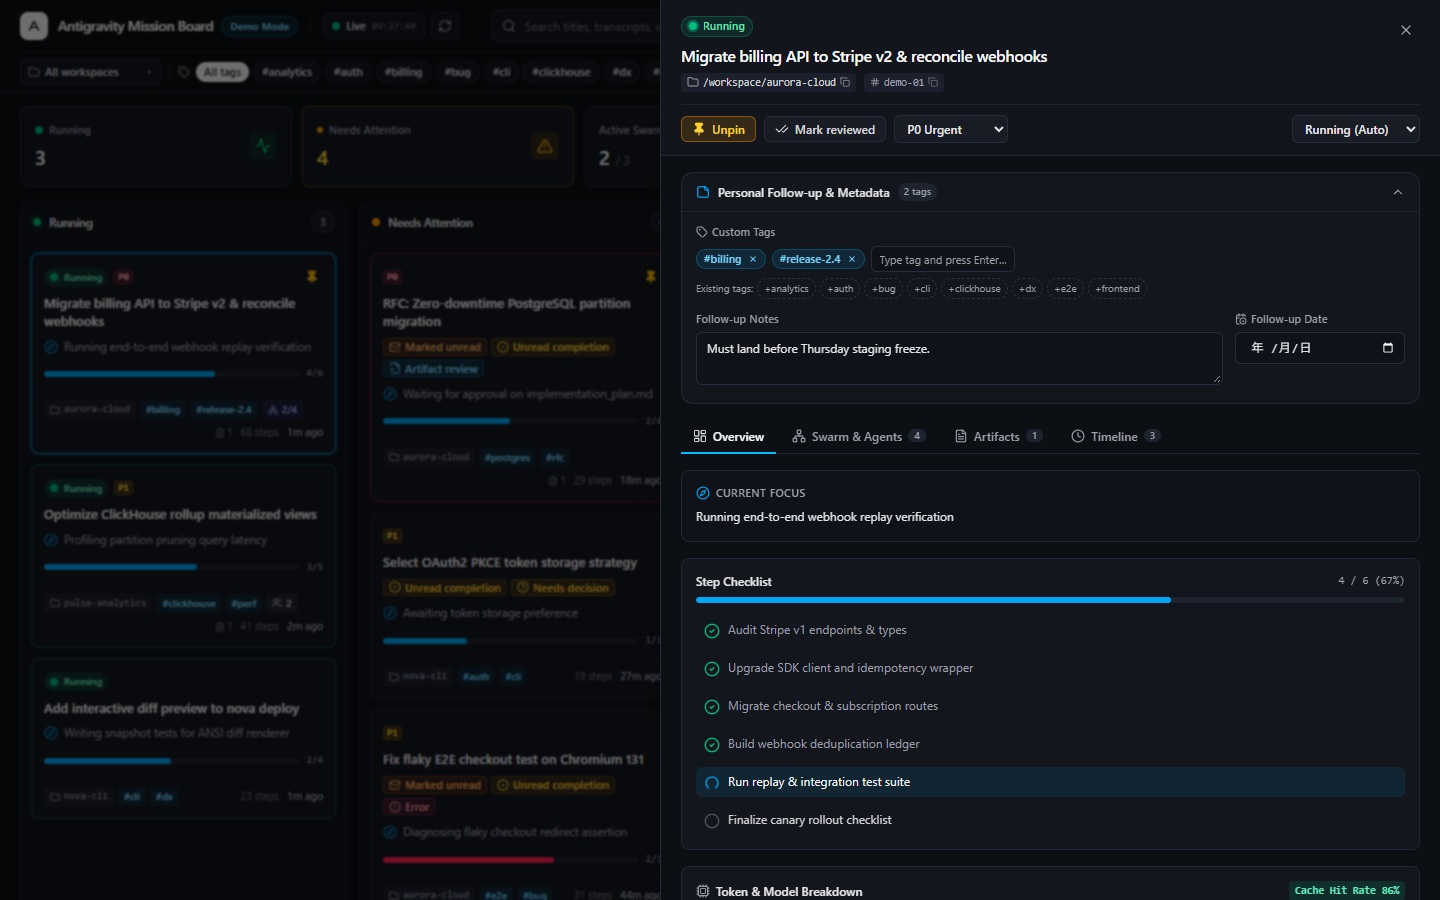 A Antigravity Mission Board Demo Mode Live
Search titles, transcripts,
All workspaces All tags #analytics #auth #billing #bug #cli #clickhouse #dx
Running
3
Needs Attention
4
Active Swarm
2 / 3
Running 3
Running P0
Migrate billing API to Stripe v2 & reconcile
webhooks
Running end-to-end webhook replay verification
4/6
aurora-cloud #billing #release-2.4 2/4
1 60 steps 1m ago
Running P1
Optimize ClickHouse rollup materialized views
Profiling partition pruning query latency
3/5
pulse-analytics #clickhouse #perf 2
1 41 steps 2m ago
Running
Add interactive diff preview to nova deploy
Writing snapshot tests for ANSI diff renderer
2/4
nova-cli #cli #dx 23 steps 1m ago
Needs Attention
P0
RFC: Zero-downtime PostgreSQL partition
migration
Marked unread Unread completion
Artifact review
Waiting for approval on implementation_plan.md
2/4
aurora-cloud #postgres #rfc
1 29 steps 18m ago
P1
Select OAuth2 PKCE token storage strategy
Unread completion Needs decision
Awaiting token storage preference
1/3
nova-cli #auth #cli 19 steps 27m ago
P1
Fix flaky E2E checkout test on Chromium 131
Marked unread Unread completion
Error
Diagnosing flaky checkout redirect assertion
2/3
aurora-cloud #e2e #bug 31 steps 44m ago
Running
Migrate billing API to Stripe v2 & reconcile webhooks
/workspace/aurora-cloud # demo-01
Unpin Mark reviewed P0 Urgent Running (Auto)
Personal Follow-up & Metadata 2 tags
Custom Tags
#billing × #release-2.4 × Type tag and press Enter...
Existing tags: +analytics +auth +bug +cli +clickhouse +dx +e2e +frontend
Follow-up Notes
Must land before Thursday staging freeze.
Follow-up Date
年 /月/日
Overview Swarm & Agents 4 Artifacts 1 Timeline 3
CURRENT FOCUS
Running end-to-end webhook replay verification
Step Checklist 4 / 6 (67%)
Audit Stripe v1 endpoints & types
Upgrade SDK client and idempotency wrapper
Migrate checkout & subscription routes
Build webhook deduplication ledger
Run replay & integration test suite
Finalize canary rollout checklist
Token & Model Breakdown Cache Hit Rate 86%